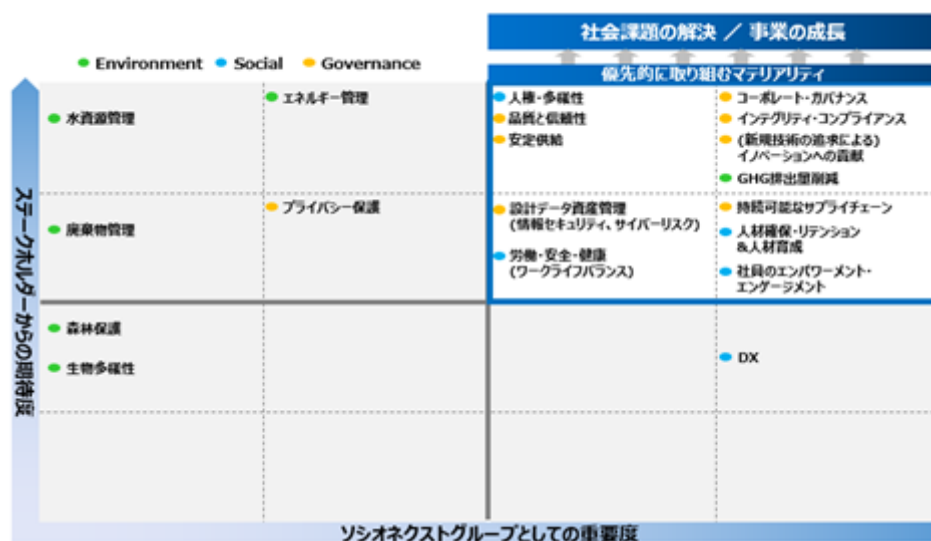 社会課題の解決 ／ 事業の成長
Environment Social Governance
優先的に取り組むマテリアリティ
ステークホルダーからの期待度
水資源管理
エネルギー管理
人権・多様性
品質と信頼性
安定供給
コーポレート・ガバナンス
インテグリティ・コンプライアンス
(新規技術の追求による)
イノベーションへの貢献
GHG排出量削減
廃棄物管理
プライバシー保護
設計データ資産管理
(情報セキュリティ、サイバーリスク)
労働・安全・健康
(ワークライフバランス)
持続可能なサプライチェーン
人材確保・リテンション
&人材育成
社員のエンパワーメント・
エンゲージメント
森林保護
生物多様性
DX
ソシオネクストグループとしての重要度